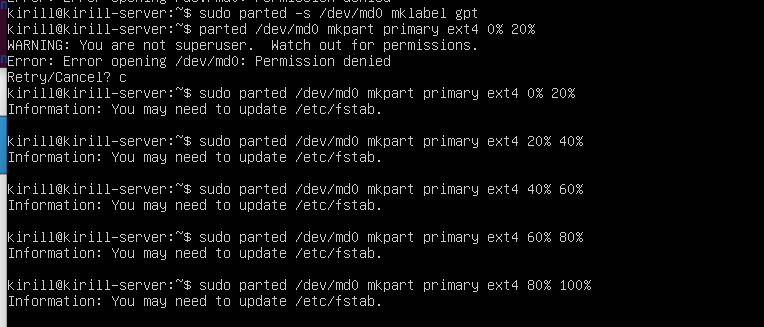 kirill@kirill-server:~$ sudo parted -s /dev/md0 mklabel gpt
kirill@kirill-server:~$ parted /dev/md0 mkpart primary ext4 0% 20%
WARNING: You are not superuser.  Watch out for permissions.
Error: Error opening /dev/md0: Permission denied
Retry/Cancel? c
kirill@kirill-server:~$ sudo parted /dev/md0 mkpart primary ext4 0% 20%
Information: You may need to update /etc/fstab.

kirill@kirill-server:~$ sudo parted /dev/md0 mkpart primary ext4 20% 40%
Information: You may need to update /etc/fstab.

kirill@kirill-server:~$ sudo parted /dev/md0 mkpart primary ext4 40% 60%
Information: You may need to update /etc/fstab.

kirill@kirill-server:~$ sudo parted /dev/md0 mkpart primary ext4 60% 80%
Information: You may need to update /etc/fstab.

kirill@kirill-server:~$ sudo parted /dev/md0 mkpart primary ext4 80% 100%
Information: You may need to update /etc/fstab.